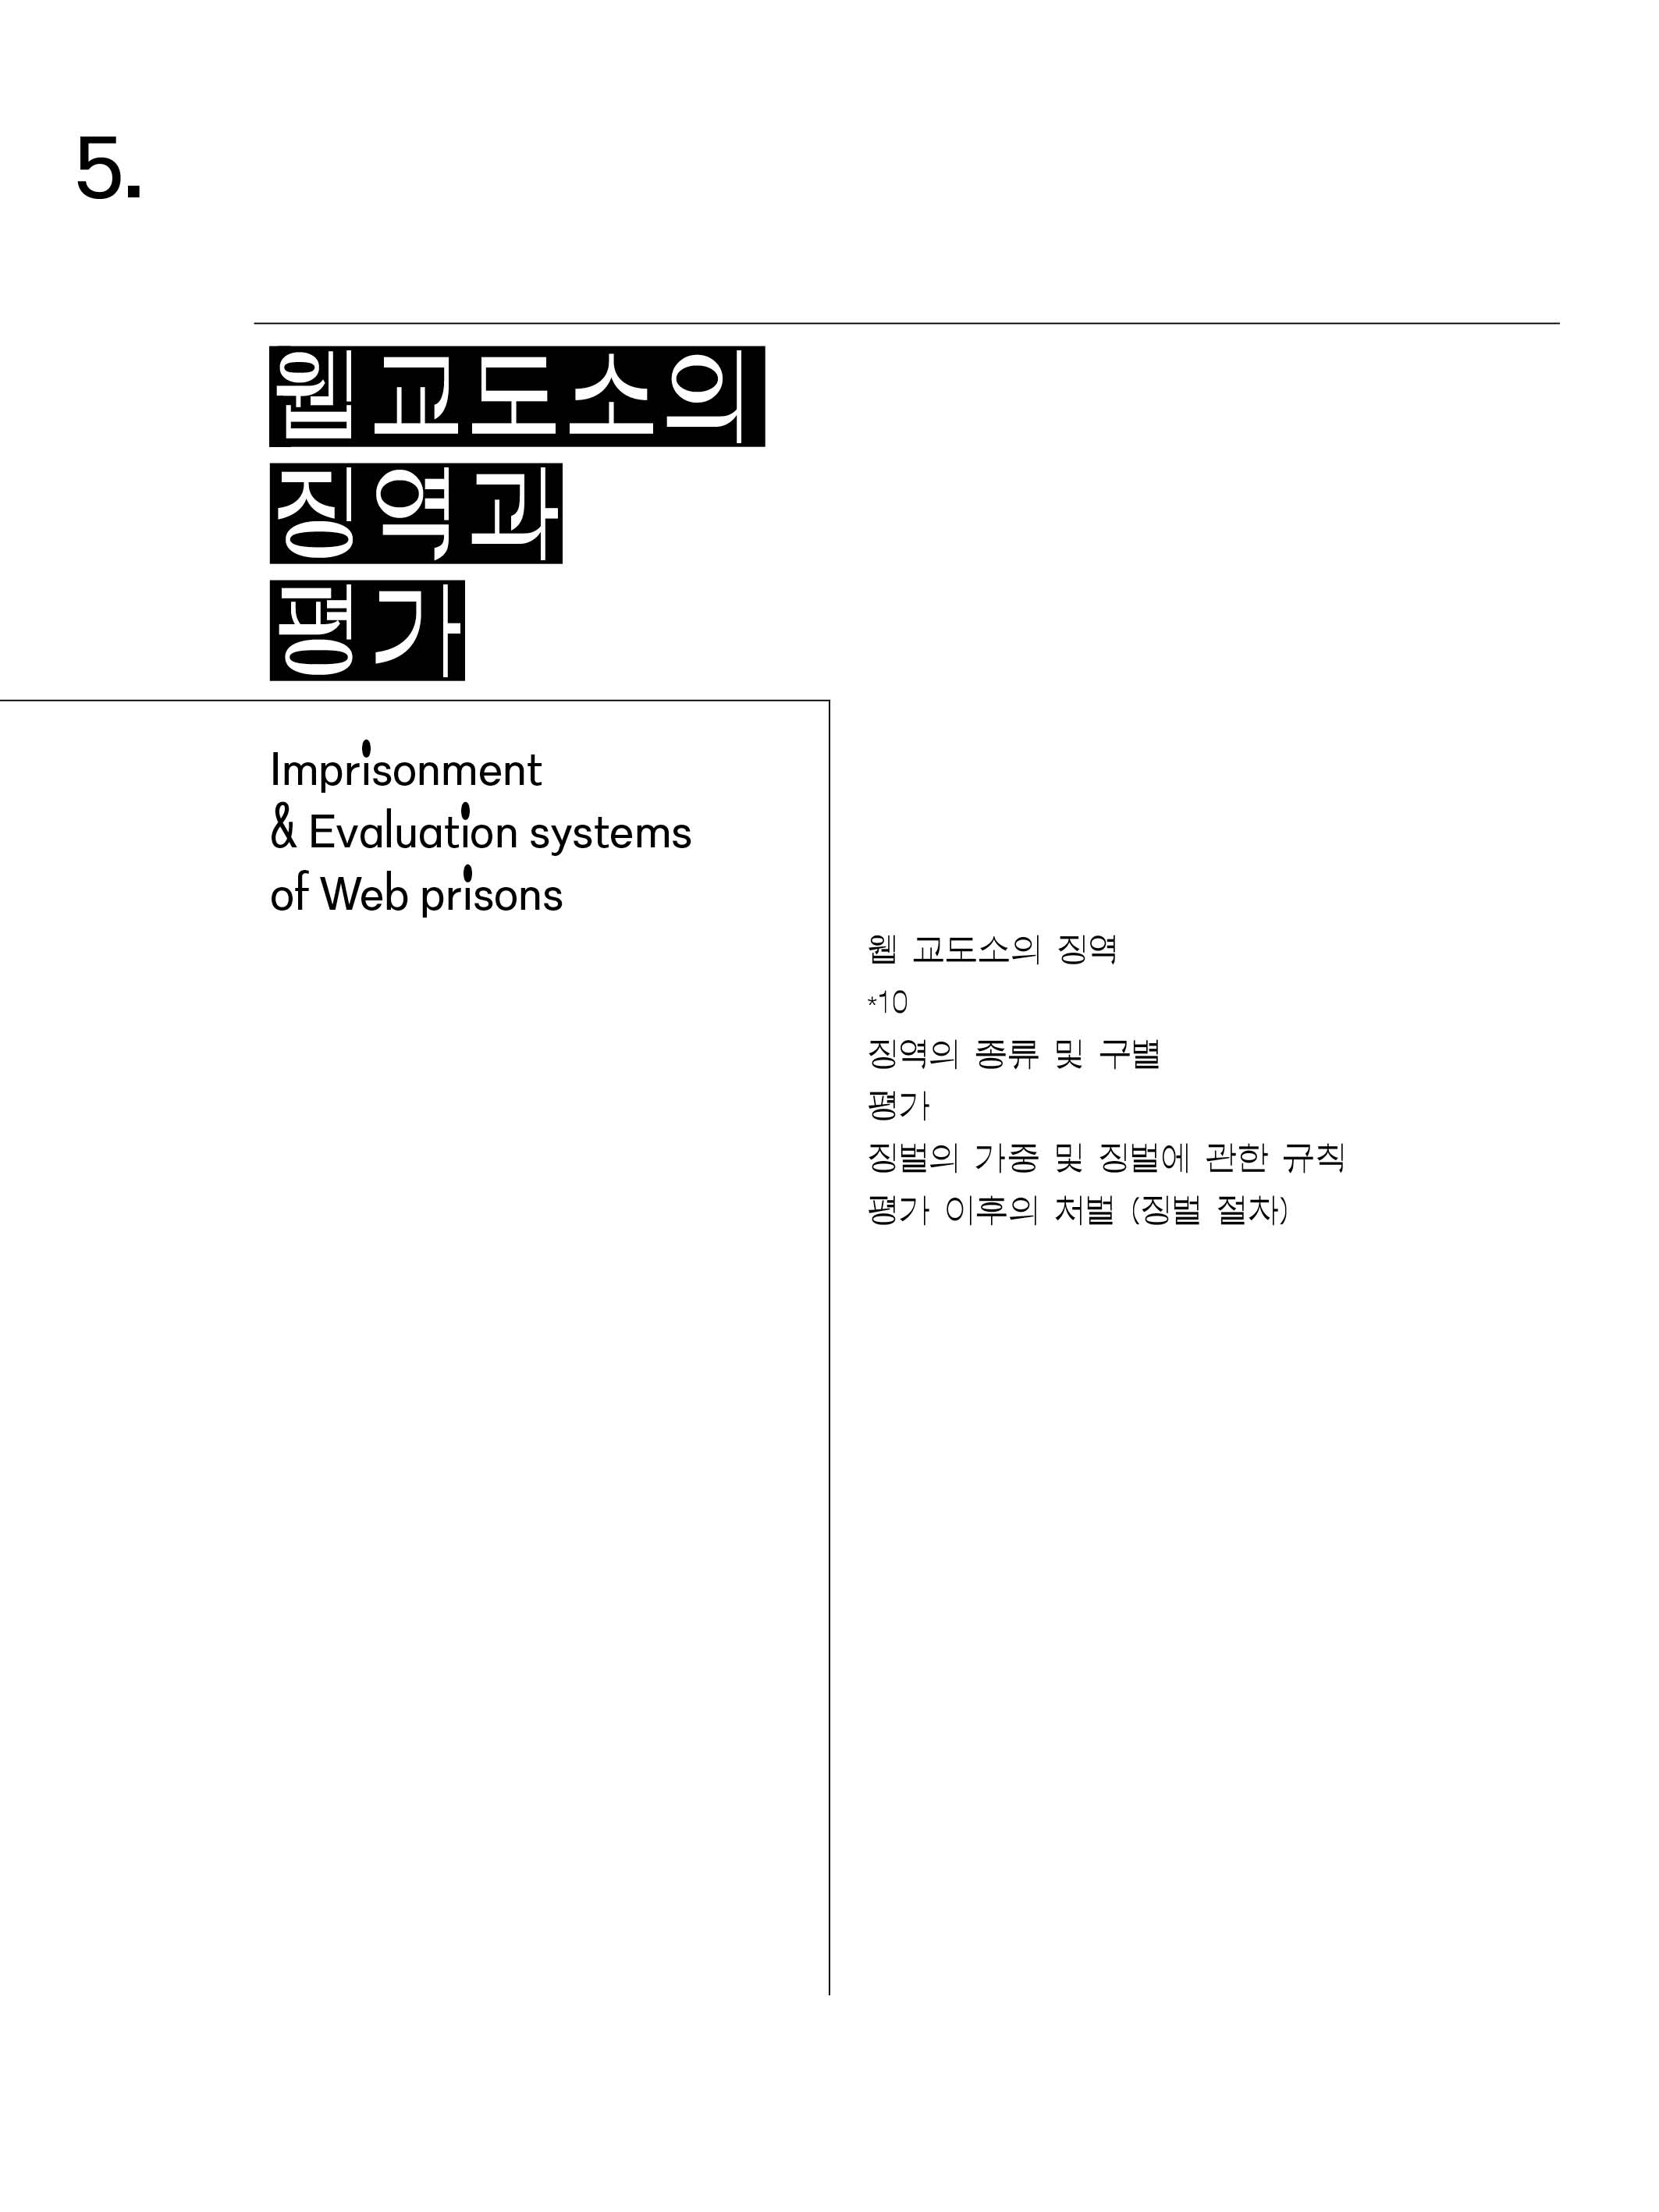 5.
웹교도소의
징역과
평가
Imprisonment
& Evaluation systems
of Web prisons
웹 교도소의 징역
*10
징역의 종류 및 구별
평가
징벌의 가중 및 징벌에 관한 규칙
평가 이후의 처벌 (징벌 절차)